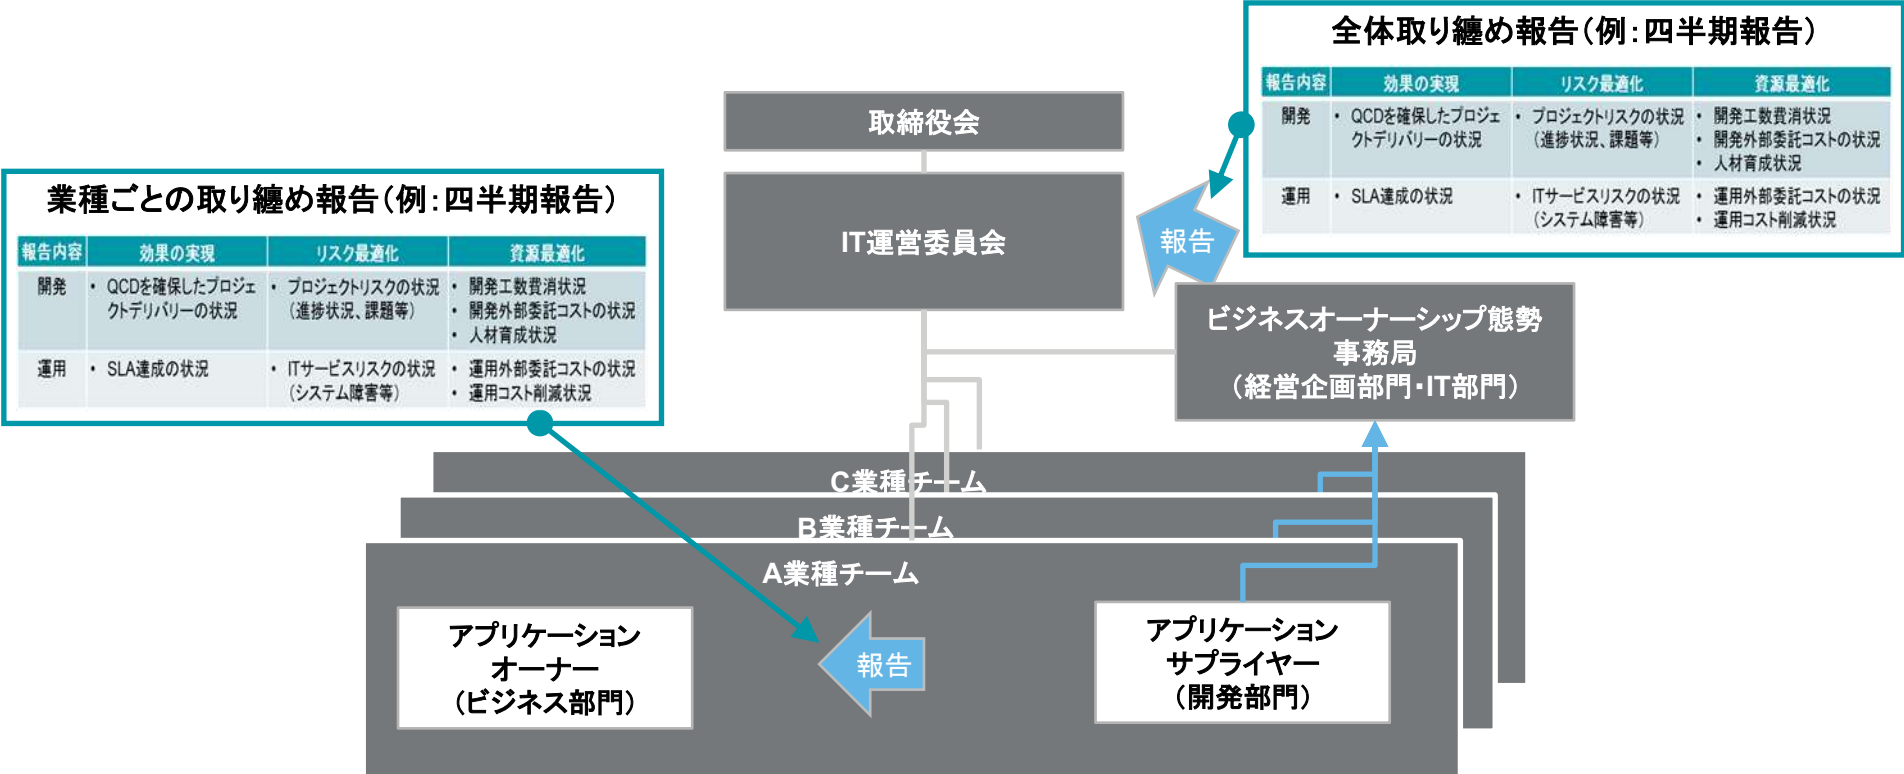 全体取り纏め報告(例:四半期報告)
報告内容 効果の実現 リスク最適化 資源最適化
開発 • QCDを確保したプロジェ • プロジェクトリスクの状況 • 開発工数費消状況
クトデリバリーの状況 (進捗状況、課題等) • 開発外部委託コストの状況
• 人材育成状況
運用 • SLA達成の状況 • ITサービスリスクの状況 • 運用外部委託コストの状況
(システム障害等) • 運用コスト削減状況
取締役会
業種ごとの取り纏め報告(例:四半期報告)
報告内容 効果の実現 リスク最適化 資源最適化
開発 • QCDを確保したプロジェ • プロジェクトリスクの状況 • 開発工数費消状況
クトデリバリーの状況 (進捗状況、課題等) • 開発外部委託コストの状況
• 人材育成状況
運用 • SLA達成の状況 • ITサービスリスクの状況 • 運用外部委託コストの状況
(システム障害等) • 運用コスト削減状況
IT運営委員会
報告
ビジネスオーナーシップ態勢
事務局
(経営企画部門・IT部門)
C業種チーム
B業種チーム
A業種チーム
アプリケーション
オーナー
(ビジネス部門)
報告
アプリケーション
サプライヤー
(開発部門)